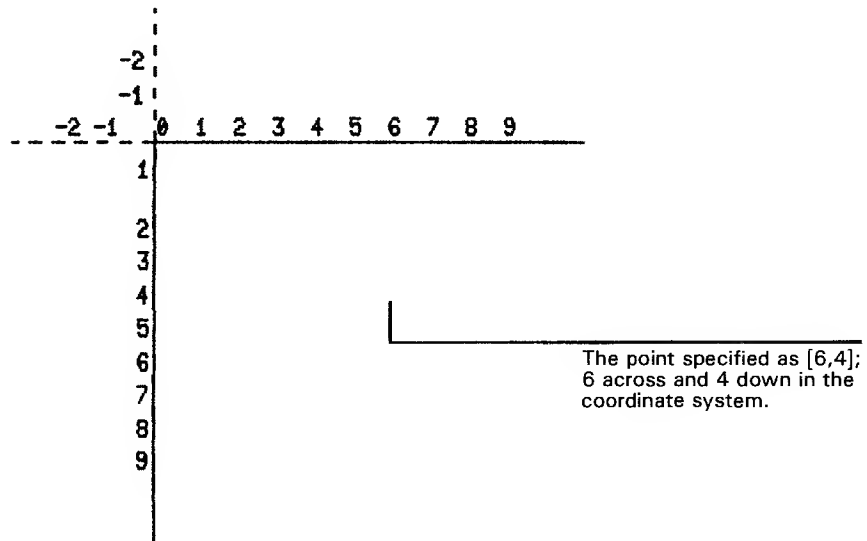 -2
-1
-2 -1 0 1 2 3 4 5 6 7 8 9
1
2
3
4
5
6
7
8
9
The point specified as [6,4];
6 across and 4 down in the
coordinate system.